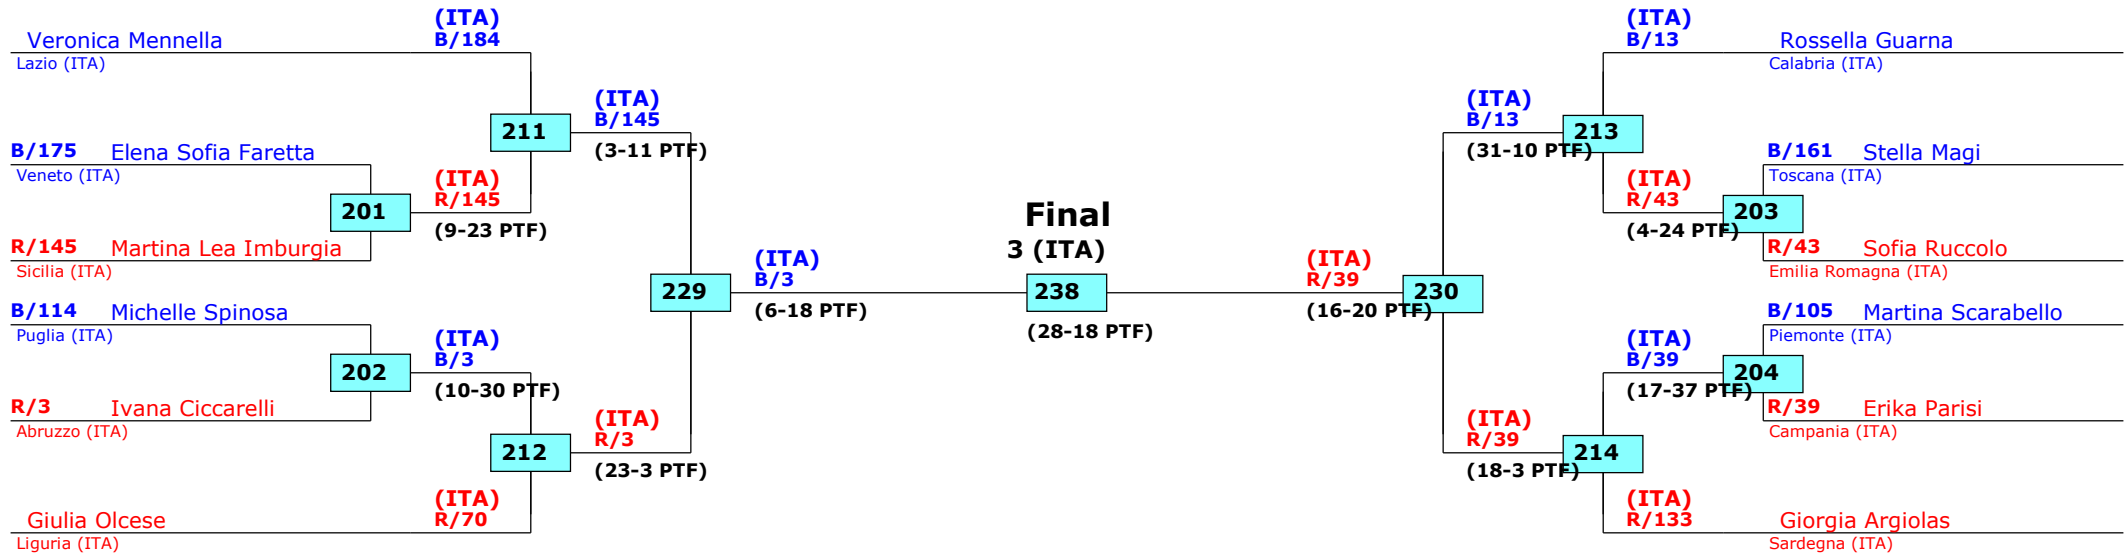 (ITA)
B/184
Veronica Mennella
Lazio (ITA)
211
(ITA)
B/145
(3-11 PTF)
B/175 Elena Sofia Faretta
Veneto (ITA)
201
(ITA)
R/145
(9-23 PTF)
R/145 Martina Lea Imburgia
Sicilia (ITA)
229
(ITA)
B/3
(6-18 PTF)
B/114 Michelle Spinosa
Puglia (ITA)
202
(ITA)
B/3
(10-30 PTF)
R/3 Ivana Ciccarelli
Abruzzo (ITA)
212
(ITA)
R/3
(23-3 PTF)
(ITA)
R/70
Giulia Olcese
Liguria (ITA)
Final
3 (ITA)
238
(28-18 PTF)
(ITA)
B/13
Rossella Guarna
Calabria (ITA)
(ITA)
B/13
213
(31-10 PTF)
B/161 Stella Magi
Toscana (ITA)
(ITA)
R/43
203
(4-24 PTF)
R/43 Sofia Ruccolo
Emilia Romagna (ITA)
(ITA)
R/39
230
(16-20 PTF)
B/105 Martina Scarabello
Piemonte (ITA)
(ITA)
B/39
204
(17-37 PTF)
R/39 Erika Parisi
Campania (ITA)
(ITA)
R/39
214
(18-3 PTF)
(ITA)
R/133
Giorgia Argiolas
Sardegna (ITA)